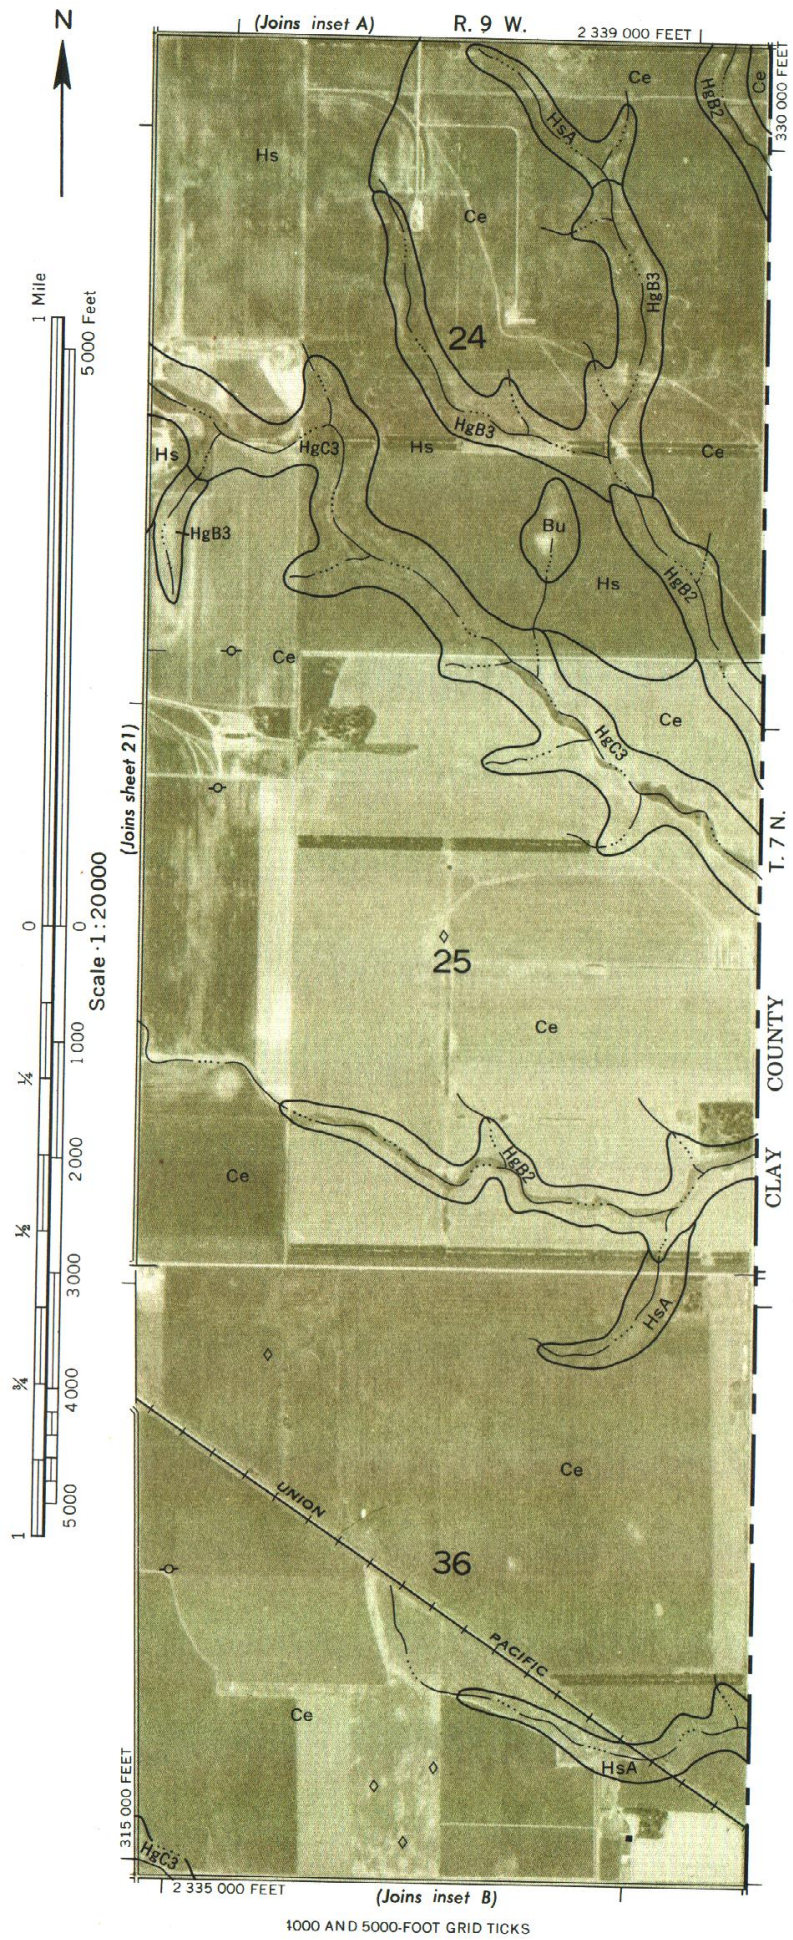 N
(Joins inset A)
R. 9 W.
2 339 000 FEET
330 000 FEET
Ce
HgB2
Ce
HsA
Hs
Ce
HgB3
1 Mile
5000 Feet
24
HgB3
Hs
HgC3
Hs
Ce
HgB3
Bu
HgB2
Hs
Ce
Ce
HgC3
(Joins sheet 21)
T. 7 N.
0
0
Scale 1:20000
25
Ce
CLAY COUNTY
1000
¼
2000
HgB2
Ce
½
3000
HsA
¾
4000
Ce
5000
1
UNION
36
PACIFIC
Ce
HsA
315 000 FEET
HgC3
2 335 000 FEET
(Joins inset B)
4000 AND 5000-FOOT GRID TICKS